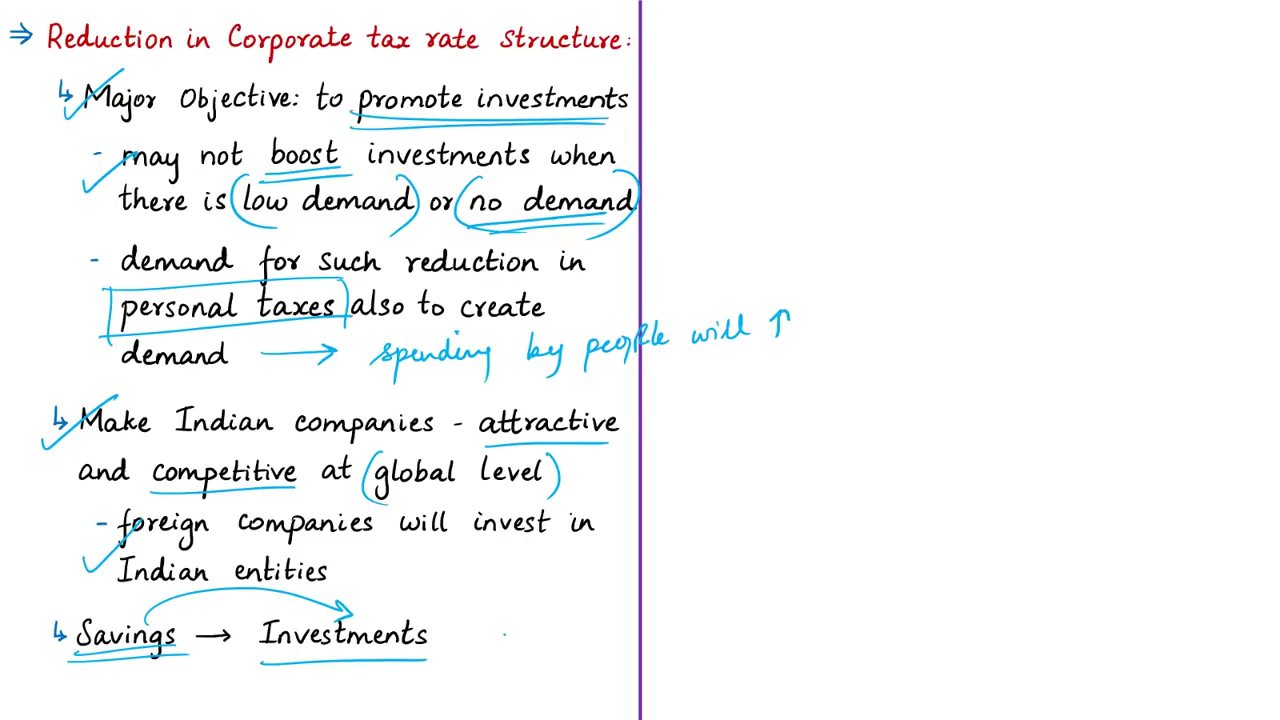 ⇒ Reduction in Corporate tax rate structure:
↳ Major Objective: to promote investments
- may not boost investments when
there is (low demand) or (no demand)
- demand for such reduction in
personal taxes also to create
demand → spending by people will ↑
↳ Make Indian companies - attractive
and competitive at (global level)
- foreign companies will invest in
Indian entities
↳ Savings → Investments